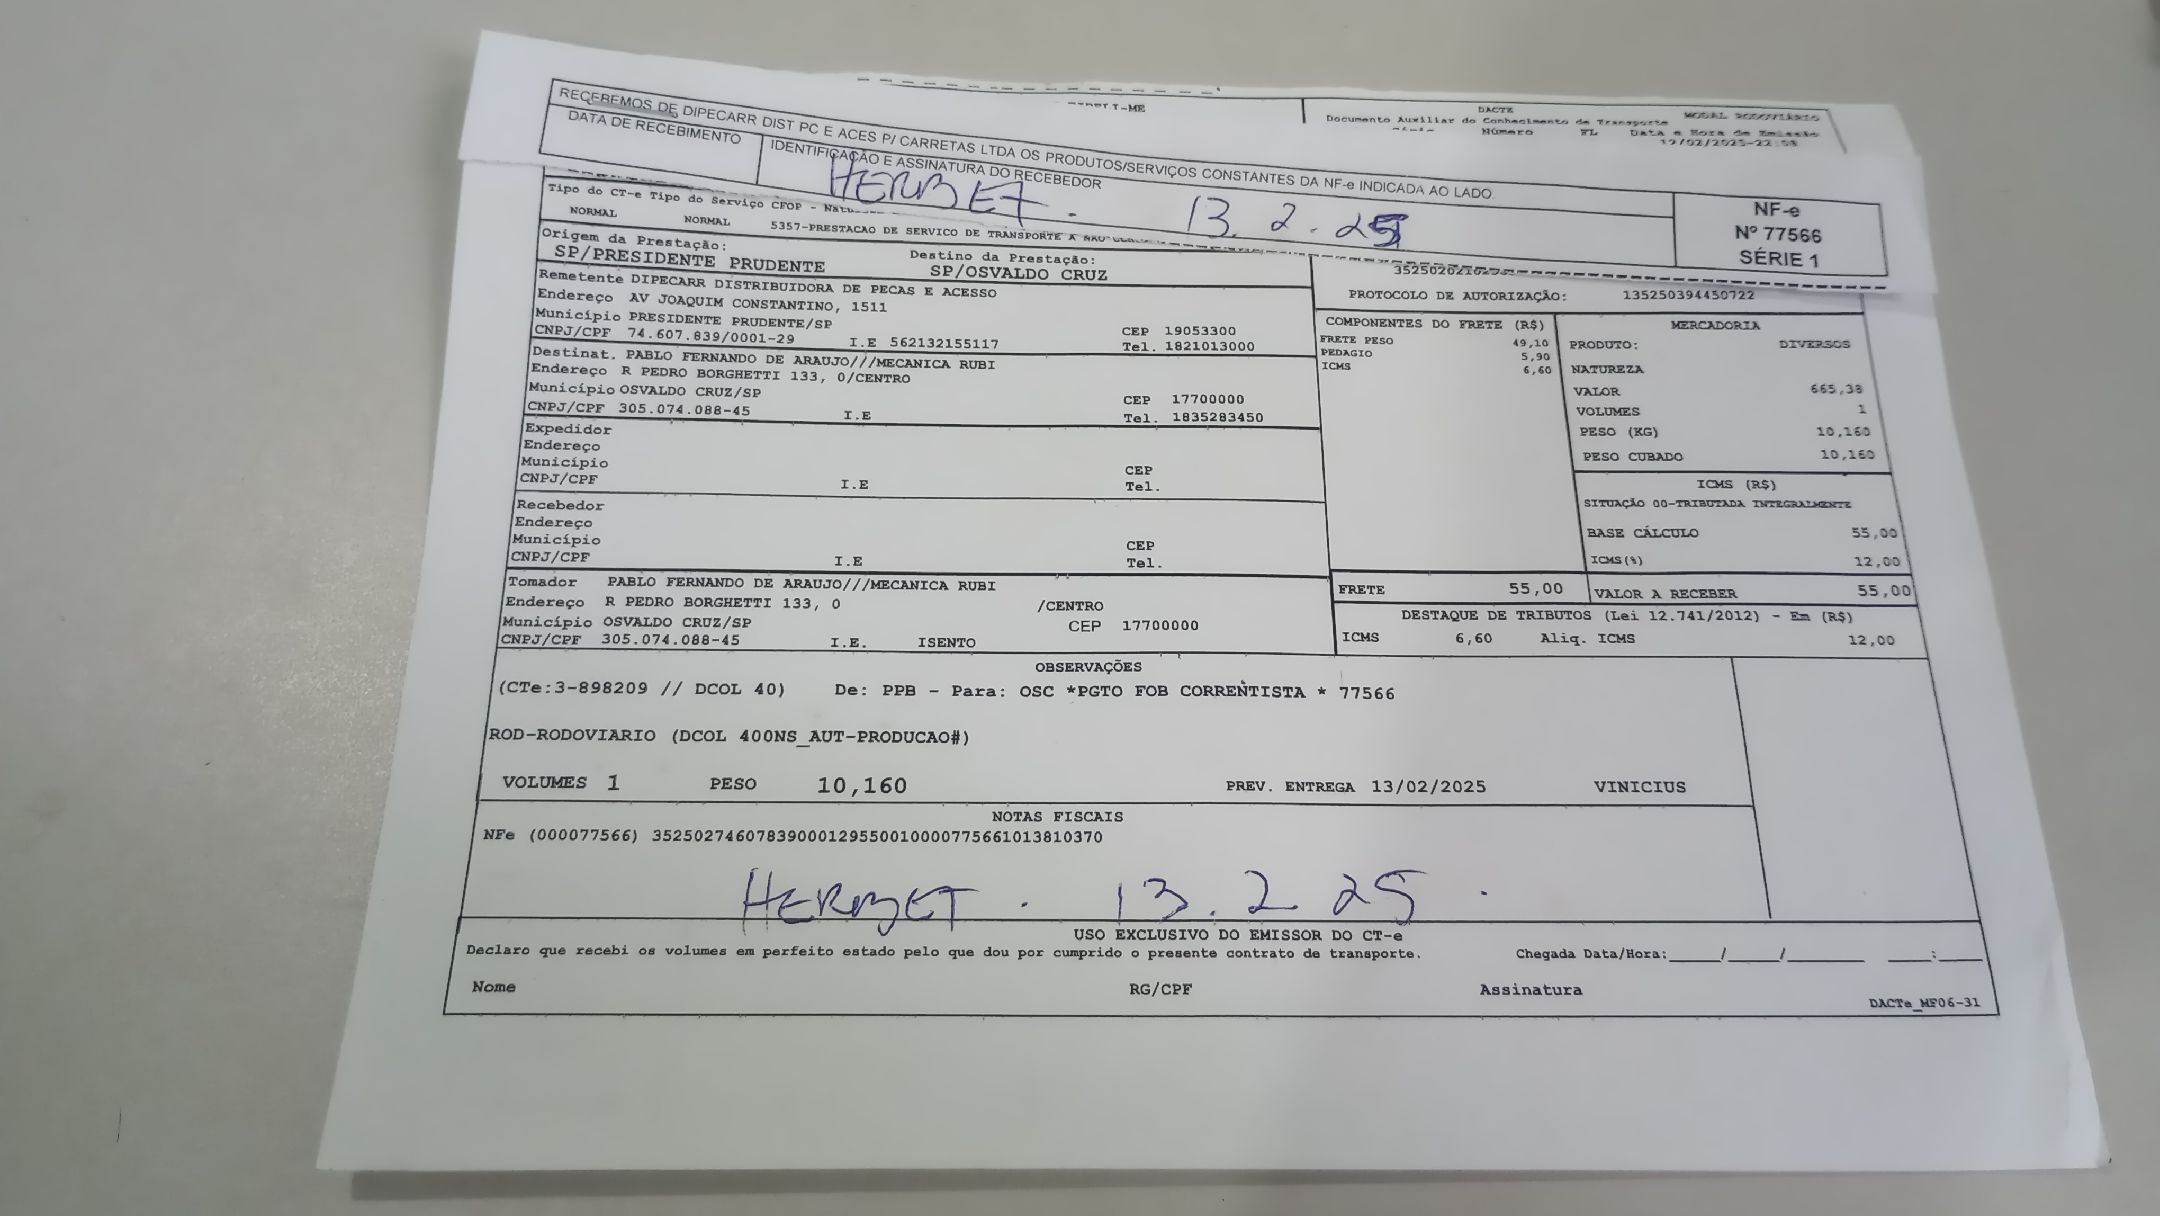 RECEBEMOS DE DIPECARR DIST PC E ACES P/ CARRETAS LTDA OS PRODUTOS/SERVIÇOS CONSTANTES DA NF-e INDICADA AO LADO
DATA DE RECEBIMENTO
IDENTIFICAÇÃO E ASSINATURA DO RECEBEDOR
HERBET. 13.2.25
NF-e
Nº 77566
SÉRIE 1
T-ME
DACTE
Documento Auxiliar do Conhecimento de Transporte
MODAL RODOVIÁRIO
Número FL Data e Hora de Emissão
Tipo do CT-e Tipo do Serviço CFOP -
NORMAL NORMAL 5357-PRESTACAO DE SERVICO DE TRANSPORTE A
Origem da Prestação: Destino da Prestação:
SP/PRESIDENTE PRUDENTE SP/OSVALDO CRUZ
PROTOCOLO DE AUTORIZAÇÃO: 135250394450722
Remetente DIPECARR DISTRIBUIDORA DE PECAS E ACESSO
Endereço AV JOAQUIM CONSTANTINO, 1511
Município PRESIDENTE PRUDENTE/SP CEP 19053300
CNPJ/CPF 74.607.839/0001-29 I.E 562132155117 Tel. 1821013000
Destinat. PABLO FERNANDO DE ARAUJO///MECANICA RUBI
Endereço R PEDRO BORGHETTI 133, 0/CENTRO
Município OSVALDO CRUZ/SP CEP 17700000
CNPJ/CPF 305.074.088-45 I.E Tel. 1835283450
Expedidor
Endereço
Município CEP
CNPJ/CPF I.E Tel.
Recebedor
Endereço
Município CEP
CNPJ/CPF I.E Tel.
Tomador PABLO FERNANDO DE ARAUJO///MECANICA RUBI
Endereço R PEDRO BORGHETTI 133, 0 /CENTRO
Município OSVALDO CRUZ/SP CEP 17700000
CNPJ/CPF 305.074.088-45 I.E. ISENTO
COMPONENTES DO FRETE (R$)
FRETE PESO 49,10
PEDAGIO 5,90
ICMS 6,60
MERCADORIA
PRODUTO: DIVERSOS
NATUREZA
VALOR 665,38
VOLUMES 1
PESO (KG) 10,160
PESO CUBADO 10,160
ICMS (R$)
SITUAÇÃO 00-TRIBUTADA INTEGRALMENTE
BASE CÁLCULO 55,00
ICMS(%) 12,00
FRETE 55,00 VALOR A RECEBER 55,00
DESTAQUE DE TRIBUTOS (Lei 12.741/2012) - Em (R$)
ICMS 6,60 Aliq. ICMS 12,00
OBSERVAÇÕES
(CTe:3-898209 // DCOL 40) De: PPB - Para: OSC *PGTO FOB CORRENTISTA * 77566
ROD-RODOVIARIO (DCOL 400NS_AUT-PRODUCAO#)
VOLUMES 1 PESO 10,160 PREV. ENTREGA 13/02/2025 VINICIUS
NOTAS FISCAIS
NFe (000077566) 35250274607839000129550010000775661013810370
HERBET. 13.2 25.
USO EXCLUSIVO DO EMISSOR DO CT-e
Declaro que recebi os volumes em perfeito estado pelo que dou por cumprido o presente contrato de transporte. Chegada Data/Hora:_____/_____/________ ____:____
Nome RG/CPF Assinatura
DACTe_MF06-31